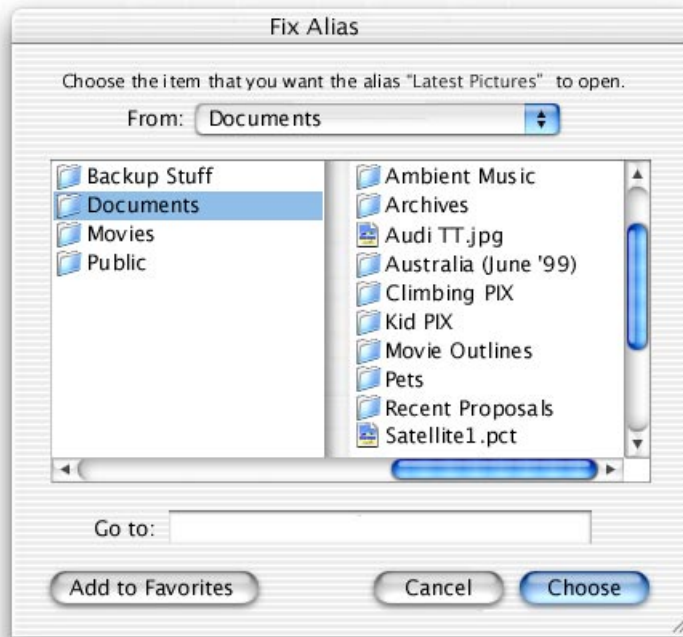 Fix Alias
Choose the item that you want the alias "Latest Pictures" to open.
From: Documents
Backup Stuff
Documents
Movies
Public
Ambient Music
Archives
Audi TT.jpg
Australia (June '99)
Climbing PIX
Kid PIX
Movie Outlines
Pets
Recent Proposals
Satellite1.pct
Go to:
Add to Favorites
Cancel
Choose